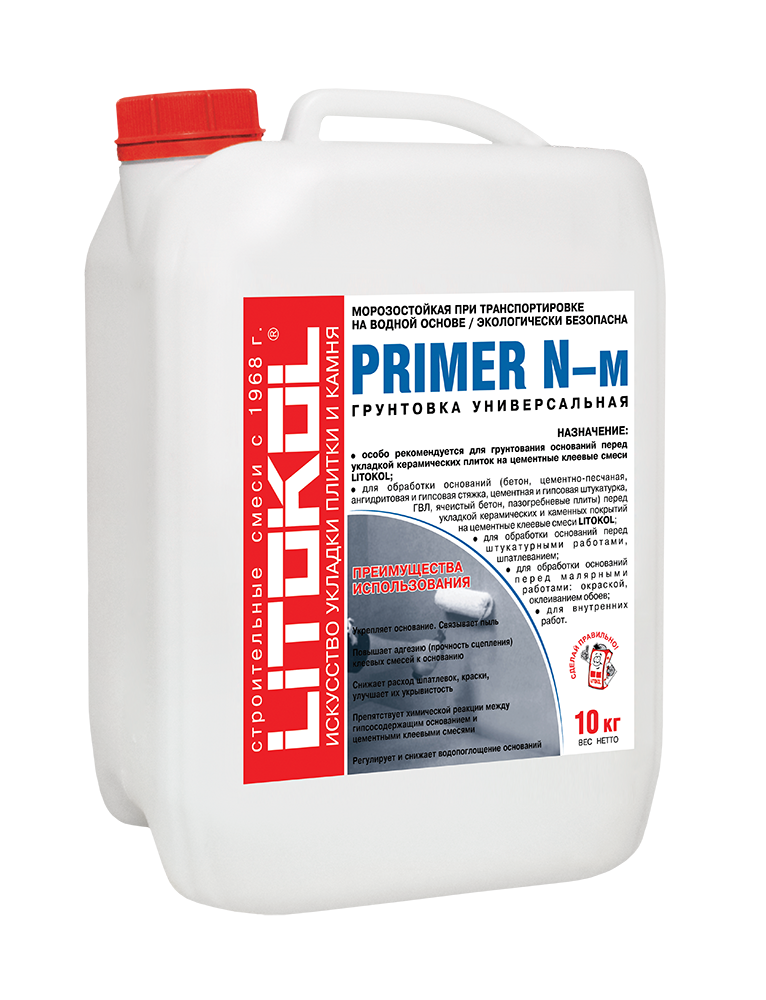 строительные смеси с 1968 г.
LITOKOL®
ИСКУССТВО УКЛАДКИ ПЛИТКИ И КАМНЯ
МОРОЗОСТОЙКАЯ ПРИ ТРАНСПОРТИРОВКЕ
НА ВОДНОЙ ОСНОВЕ / ЭКОЛОГИЧЕСКИ БЕЗОПАСНА
PRIMER N–м
ГРУНТОВКА УНИВЕРСАЛЬНАЯ
НАЗНАЧЕНИЕ:
• особо рекомендуется для грунтования оснований перед
укладкой керамических плиток на цементные клеевые смеси
LITOKOL;
• для обработки оснований (бетон, цементно-песчаная,
ангидритовая и гипсовая стяжка, цементная и гипсовая штукатурка,
ГВЛ, ячеистый бетон, пазогребневые плиты) перед
укладкой керамических и каменных покрытий
на цементные клеевые смеси LITOKOL;
• для обработки оснований перед
штукатурными работами,
шпатлеванием;
• для обработки оснований
перед малярными
работами: окраской,
оклеиванием обоев;
• для внутренних
работ.
ПРЕИМУЩЕСТВА
ИСПОЛЬЗОВАНИЯ
Укрепляет основание. Связывает пыль
Повышает адгезию (прочность сцепления)
клеевых смесей к основанию
Снижает расход шпатлевок, краски,
улучшает их укрывистость
Препятствует химической реакции между
гипсосодержащим основанием и
цементными клеевыми смесями
Регулирует и снижает водопоглощение оснований
СДЕЛАЙ ПРАВИЛЬНО!
LITOKOL
10 кг
ВЕС НЕТТО